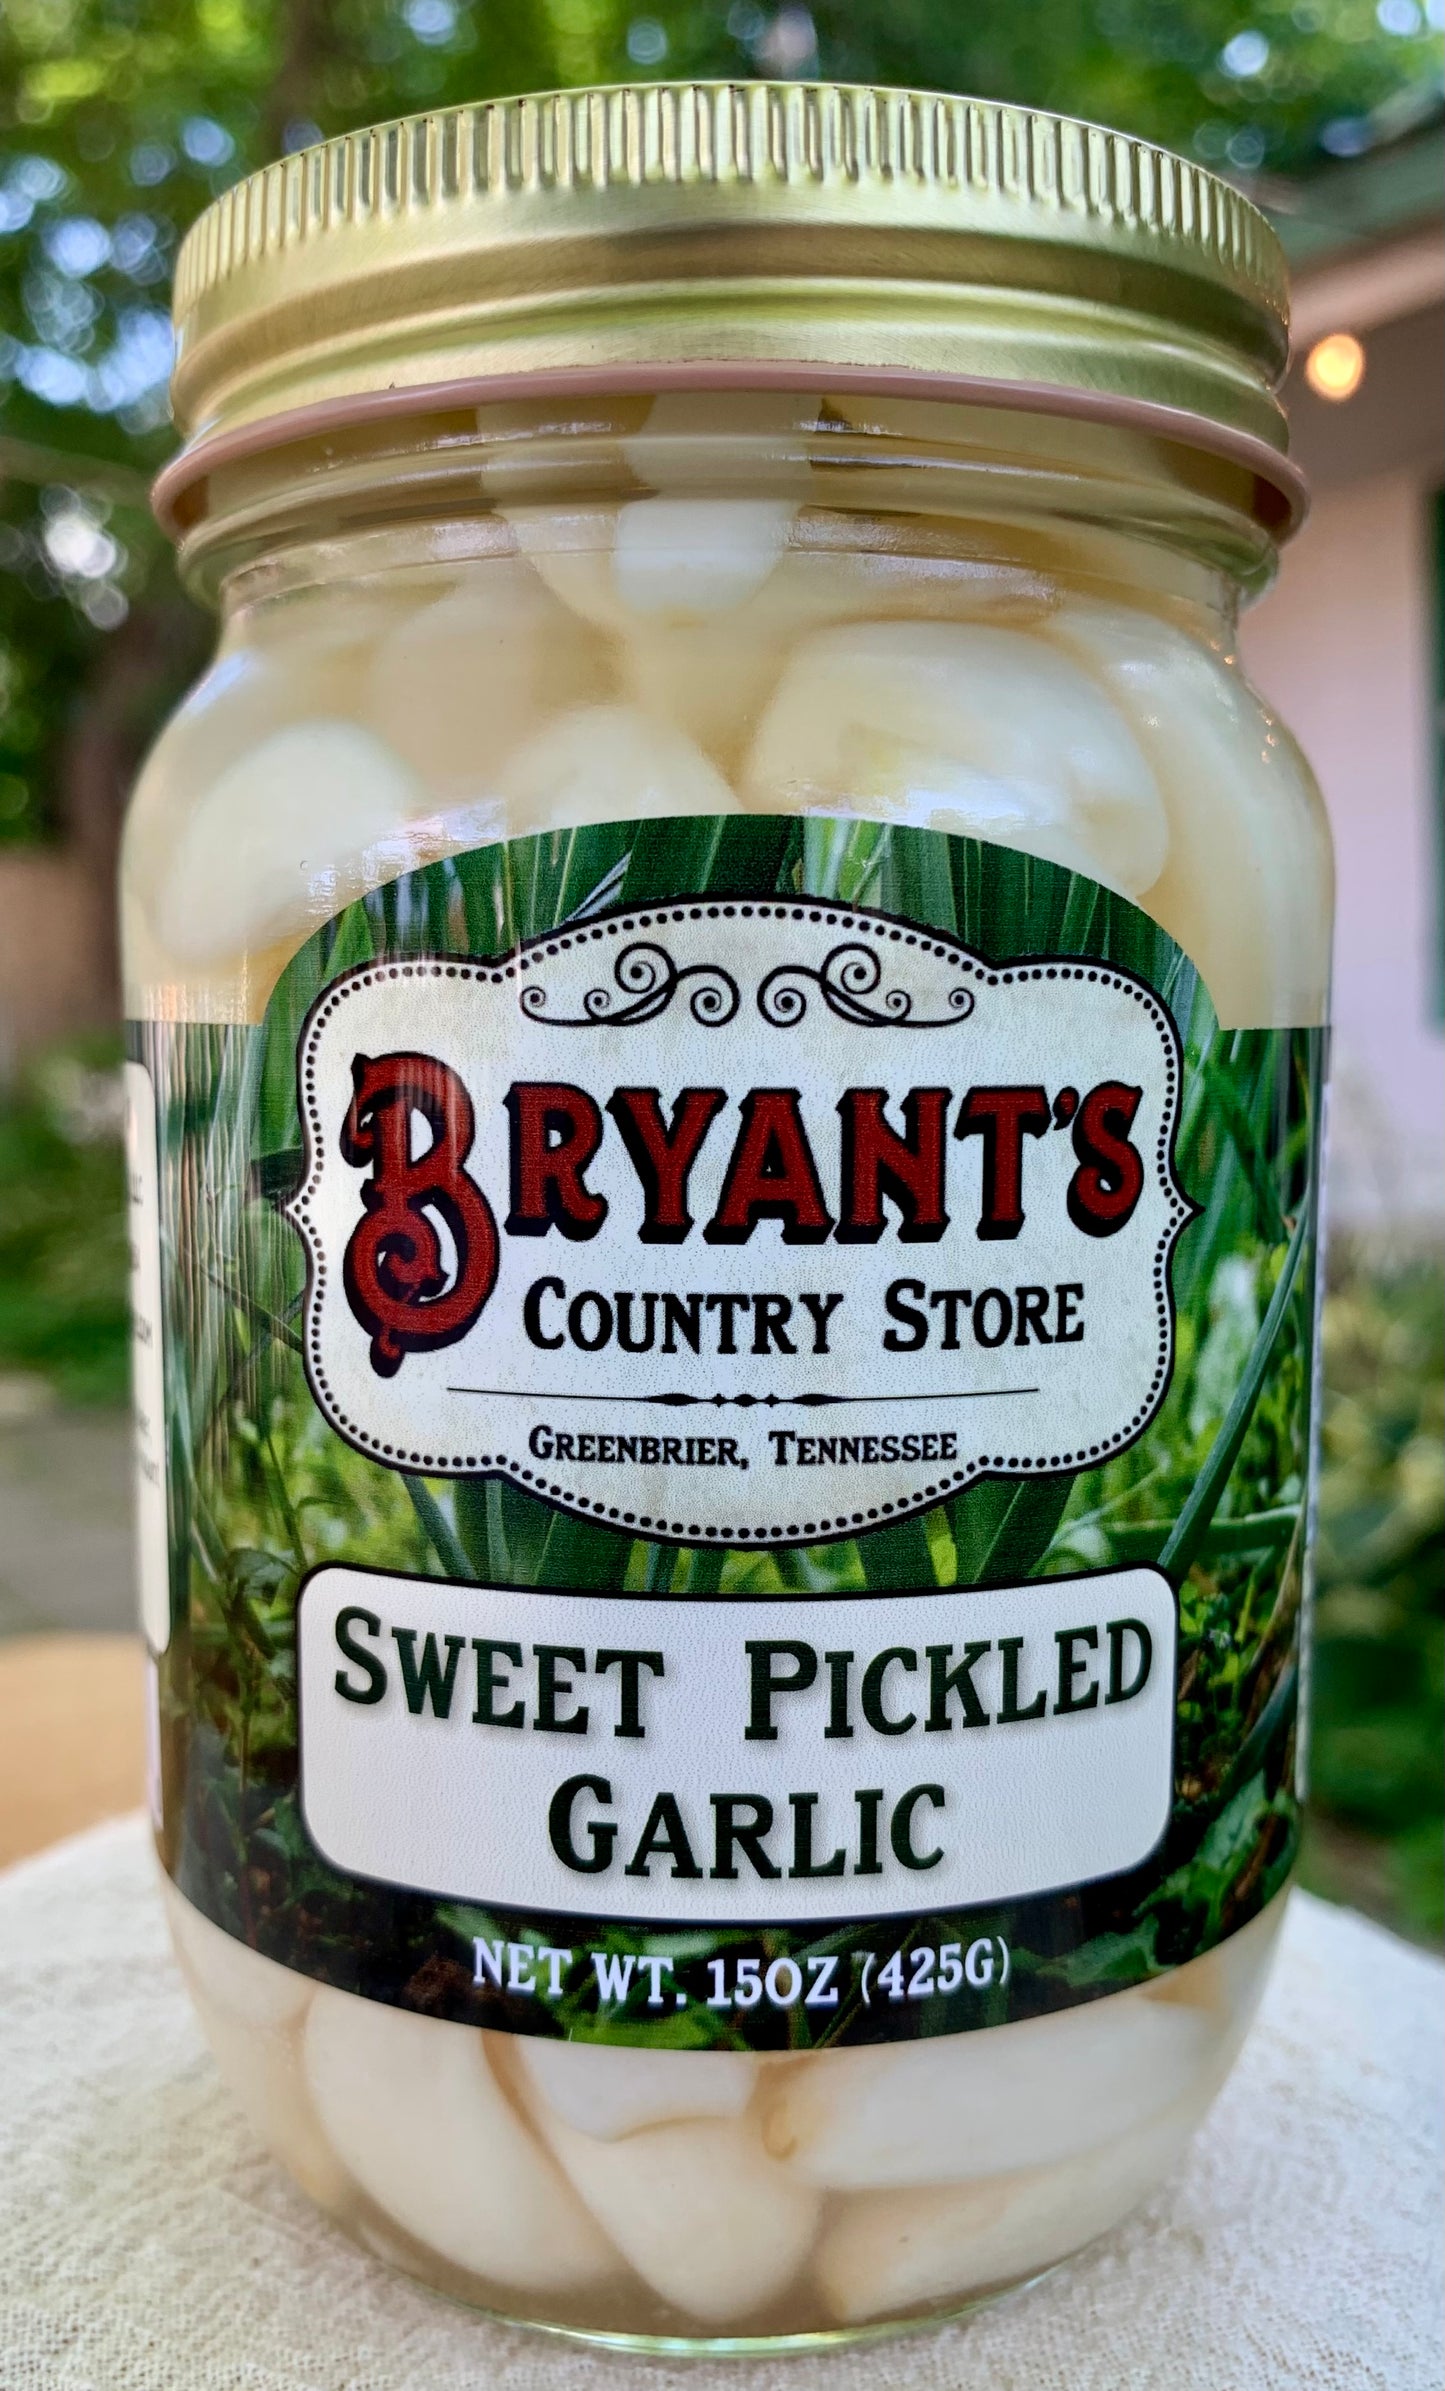 BRYANT'S
COUNTRY STORE
GREENBRIER, TENNESSEE
SWEET PICKLED
GARLIC
NET WT. 15OZ (425G)